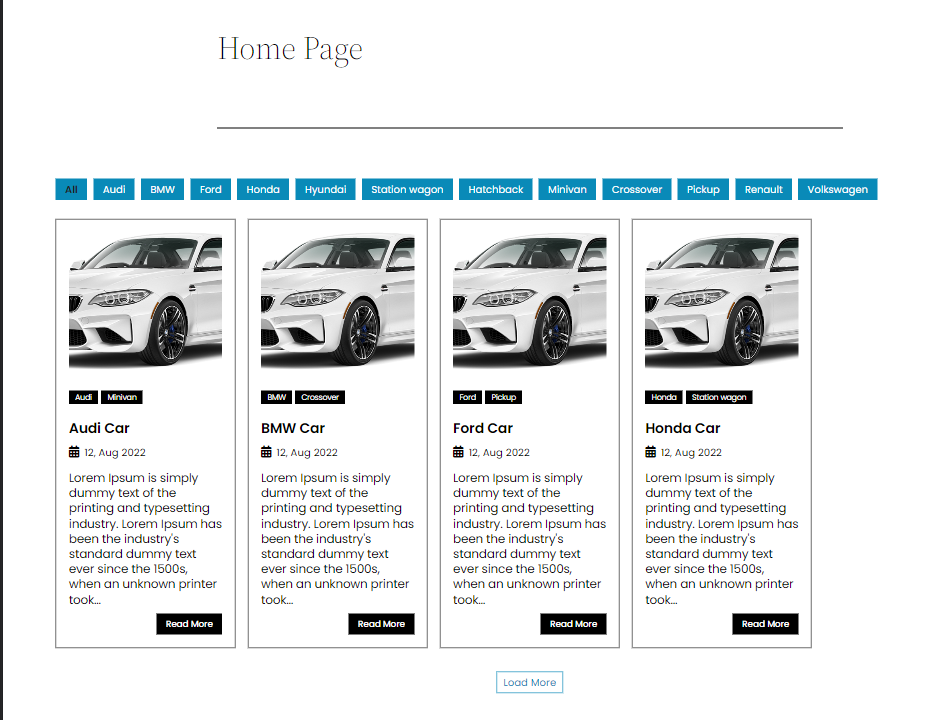 Home Page
All Audi BMW Ford Honda Hyundai Station wagon Hatchback Minivan Crossover Pickup Renault Volkswagen
Audi Minivan
Audi Car
12, Aug 2022
Lorem Ipsum is simply
dummy text of the
printing and typesetting
industry. Lorem Ipsum has
been the industry's
standard dummy text
ever since the 1500s,
when an unknown printer
took...
Read More
BMW Crossover
BMW Car
12, Aug 2022
Lorem Ipsum is simply
dummy text of the
printing and typesetting
industry. Lorem Ipsum has
been the industry's
standard dummy text
ever since the 1500s,
when an unknown printer
took...
Read More
Ford Pickup
Ford Car
12, Aug 2022
Lorem Ipsum is simply
dummy text of the
printing and typesetting
industry. Lorem Ipsum has
been the industry's
standard dummy text
ever since the 1500s,
when an unknown printer
took...
Read More
Honda Station wagon
Honda Car
12, Aug 2022
Lorem Ipsum is simply
dummy text of the
printing and typesetting
industry. Lorem Ipsum has
been the industry's
standard dummy text
ever since the 1500s,
when an unknown printer
took...
Read More
Load More